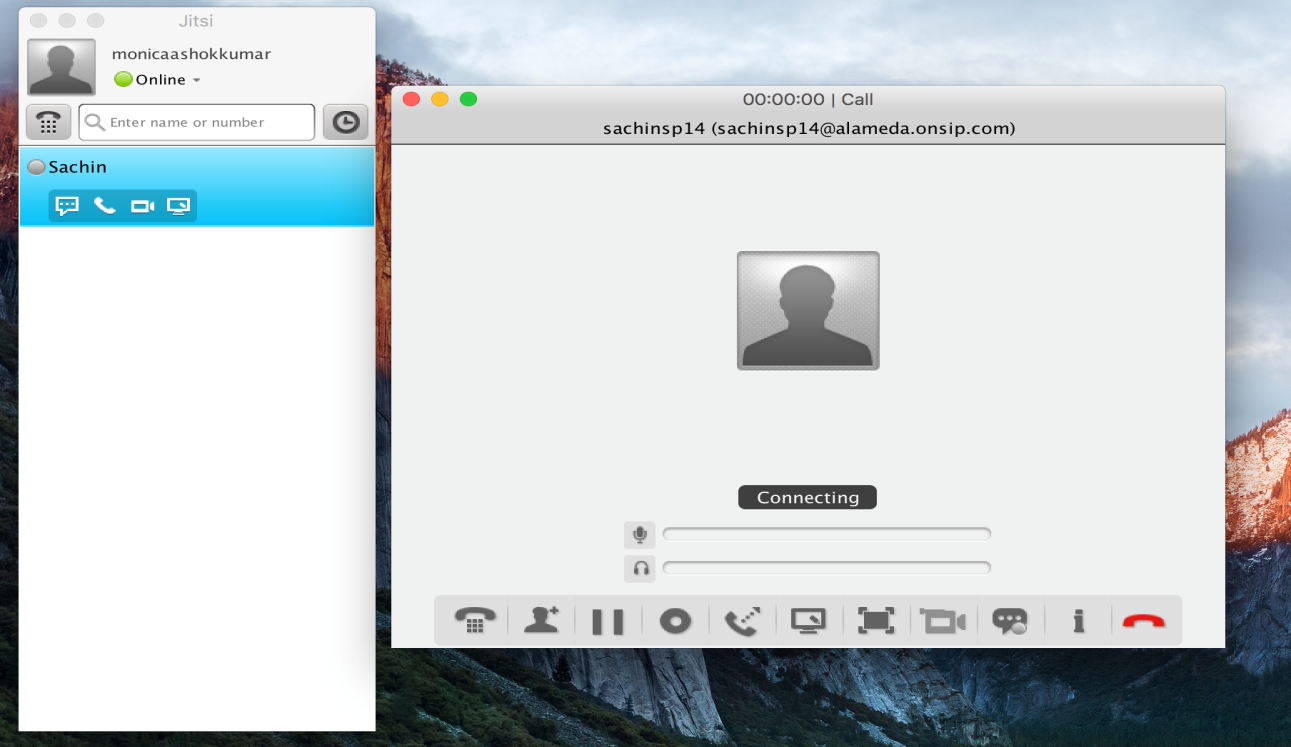 Jitsi
monicaashokkumar
Online
Enter name or number
Sachin
00:00:00 | Call
sachinsp14 (sachinsp14@alameda.onsip.com)
Connecting